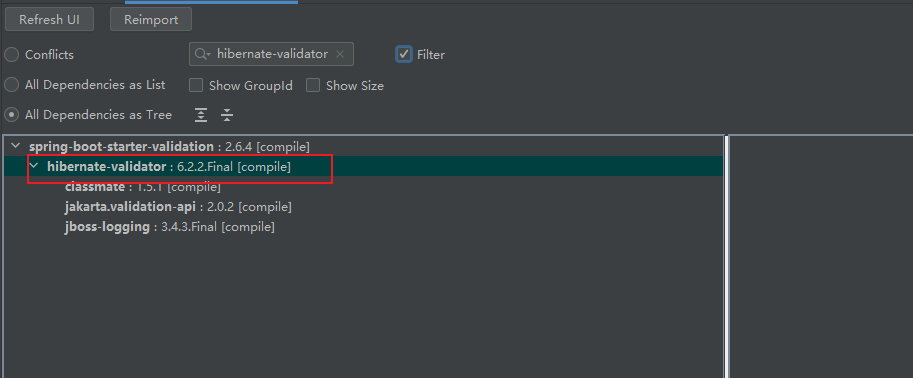 Refresh UI Reimport
Conflicts hibernate-validator Filter
All Dependencies as List Show GroupId Show Size
All Dependencies as Tree
spring-boot-starter-validation : 2.6.4 [compile]
hibernate-validator : 6.2.2.Final [compile]
classmate : 1.5.1 [compile]
jakarta.validation-api : 2.0.2 [compile]
jboss-logging : 3.4.3.Final [compile]